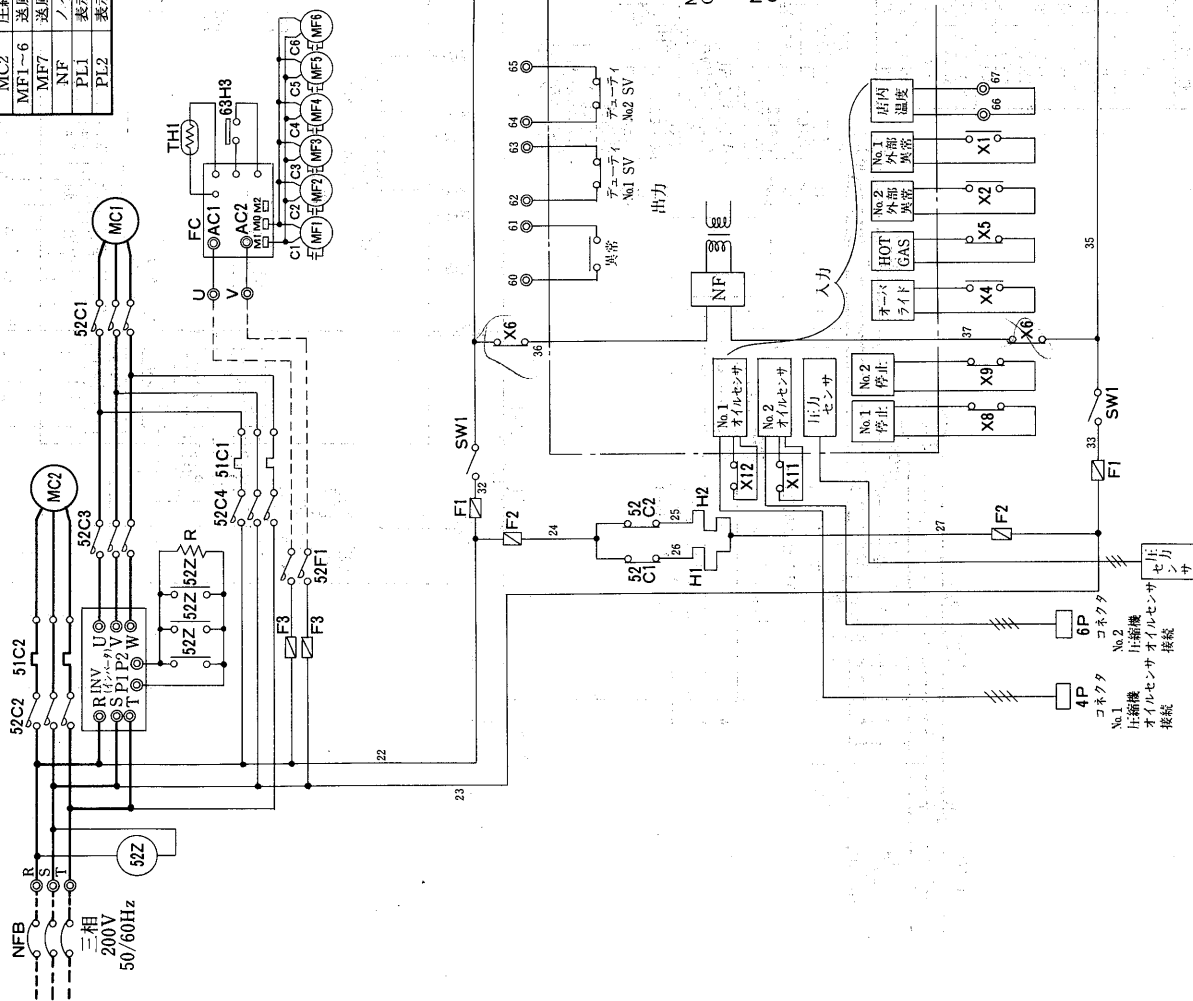 MC2
MF1~6
MF7
NF
PL1
PL2
NFB
三相
200V
50/60Hz
R
S
T
52Z
52C2
51C2
MC2
R
S
T
INV
(インバータ)
P1
P2
U
V
W
52C3
52C1
MC1
52Z
52Z
52Z
R
52C4
51C1
F3
F3
52F1
U
V
FC
AC1
AC2
M1
M0
M2
TH1
63H3
C1
C2
C3
C4
C5
C6
MF1
MF2
MF3
MF4
MF5
MF6
22
23
F1
32
SW1
X6
36
60
異常
61
62
デューティ
No.1 SV
63
64
デューティ
No.2 SV
65
出力
NF
入力
F2
24
52
C1
52
C2
26
25
H1
H2
27
F2
No.1
オイルセンサ
No.2
オイルセンサ
圧力
センサ
X12
X11
No.1
停止
No.2
停止
X8
X9
37
X6
オーバ
ライド
X4
HOT
GAS
X5
No.2
外部
異常
X2
No.1
外部
異常
X1
店内
温度
66
67
35
33
F1
SW1
4P
コネクタ
No.1
圧縮機
オイルセンサ
接続
6P
コネクタ
No.2
圧縮機
オイルセンサ
接続
圧力
センサ